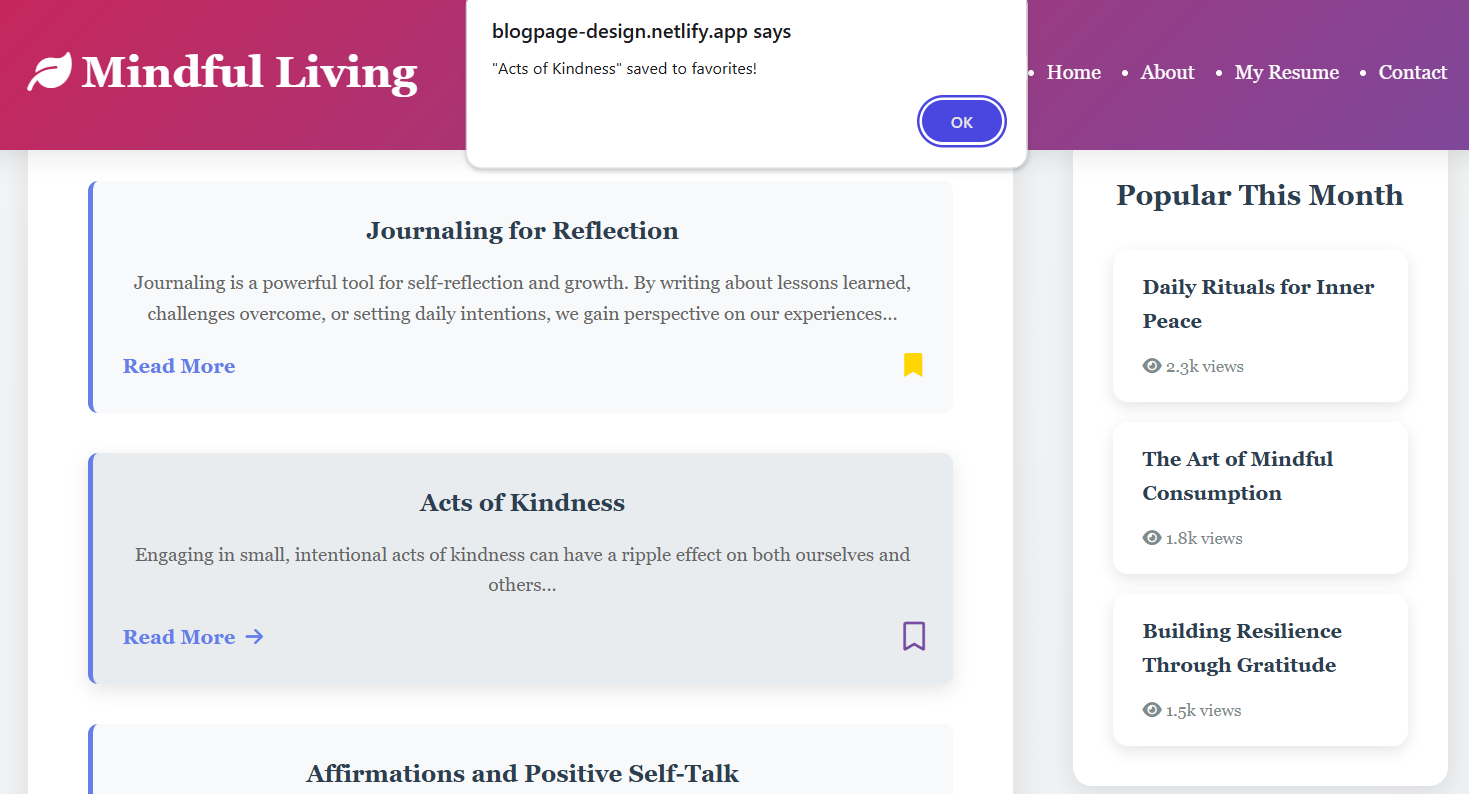 blogpage-design.netlify.app says
"Acts of Kindness" saved to favorites!
OK
Mindful Living
Home
About
My Resume
Contact
Journaling for Reflection
Journaling is a powerful tool for self-reflection and growth. By writing about lessons learned,
challenges overcome, or setting daily intentions, we gain perspective on our experiences...
Read More
Acts of Kindness
Engaging in small, intentional acts of kindness can have a ripple effect on both ourselves and
others...
Read More →
Affirmations and Positive Self-Talk
Popular This Month
Daily Rituals for Inner
Peace
2.3k views
The Art of Mindful
Consumption
1.8k views
Building Resilience
Through Gratitude
1.5k views